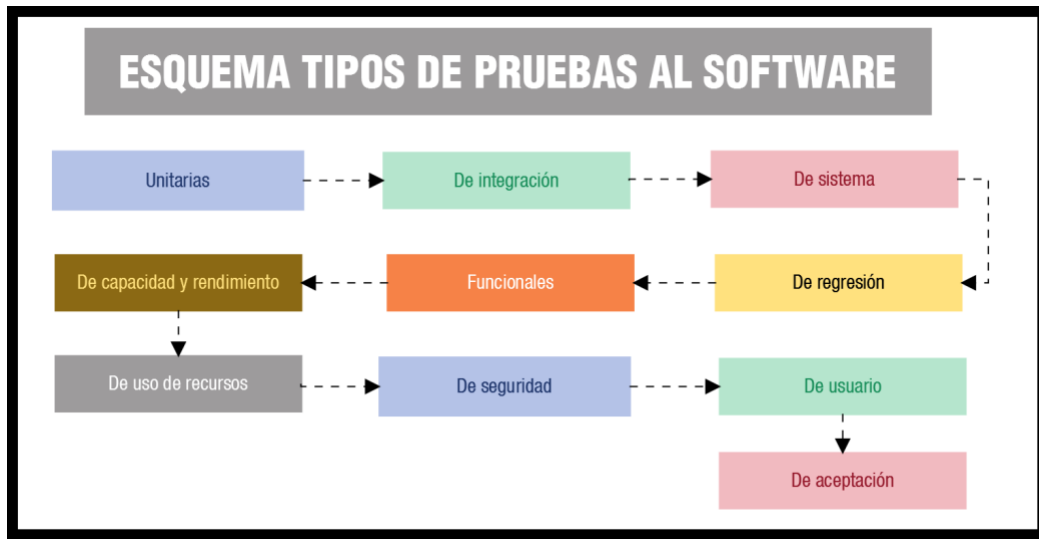 ESQUEMA TIPOS DE PRUEBAS AL SOFTWARE
Unitarias
De integración
De sistema
De regresión
Funcionales
De capacidad y rendimiento
De uso de recursos
De seguridad
De usuario
De aceptación